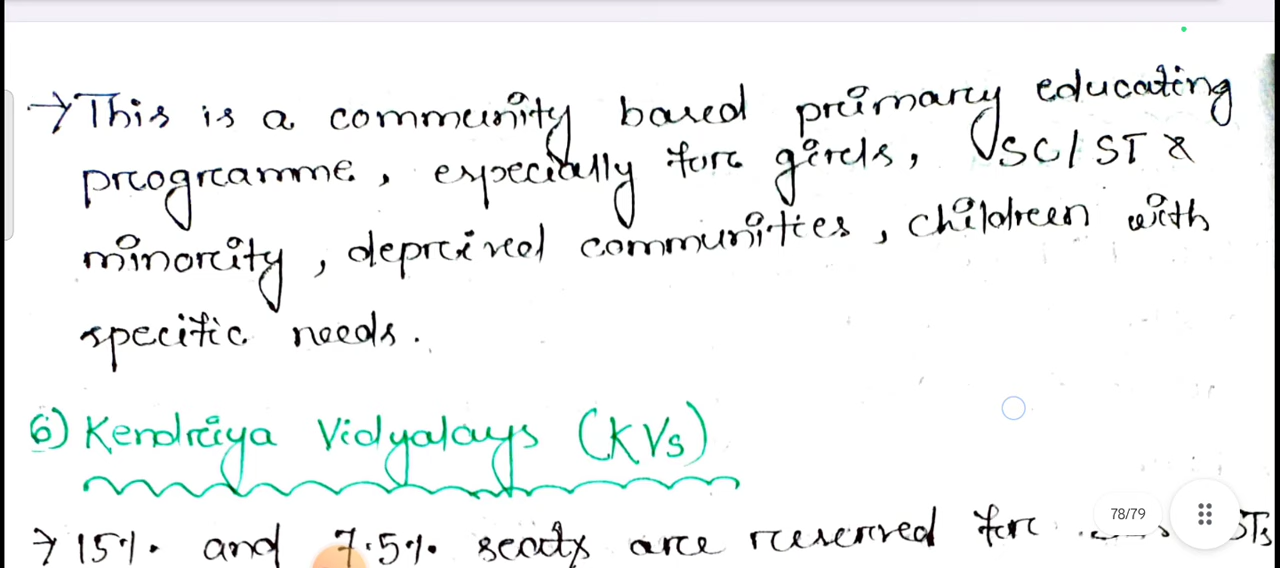 → This is a community based primary educating
programme, especially for girls, SC/ST &
minority, deprived communities, children with
specific needs.
6) Kendriya Vidyalays (KVs)
→ 15% and 7.5% seats are reserved for STs
78/79